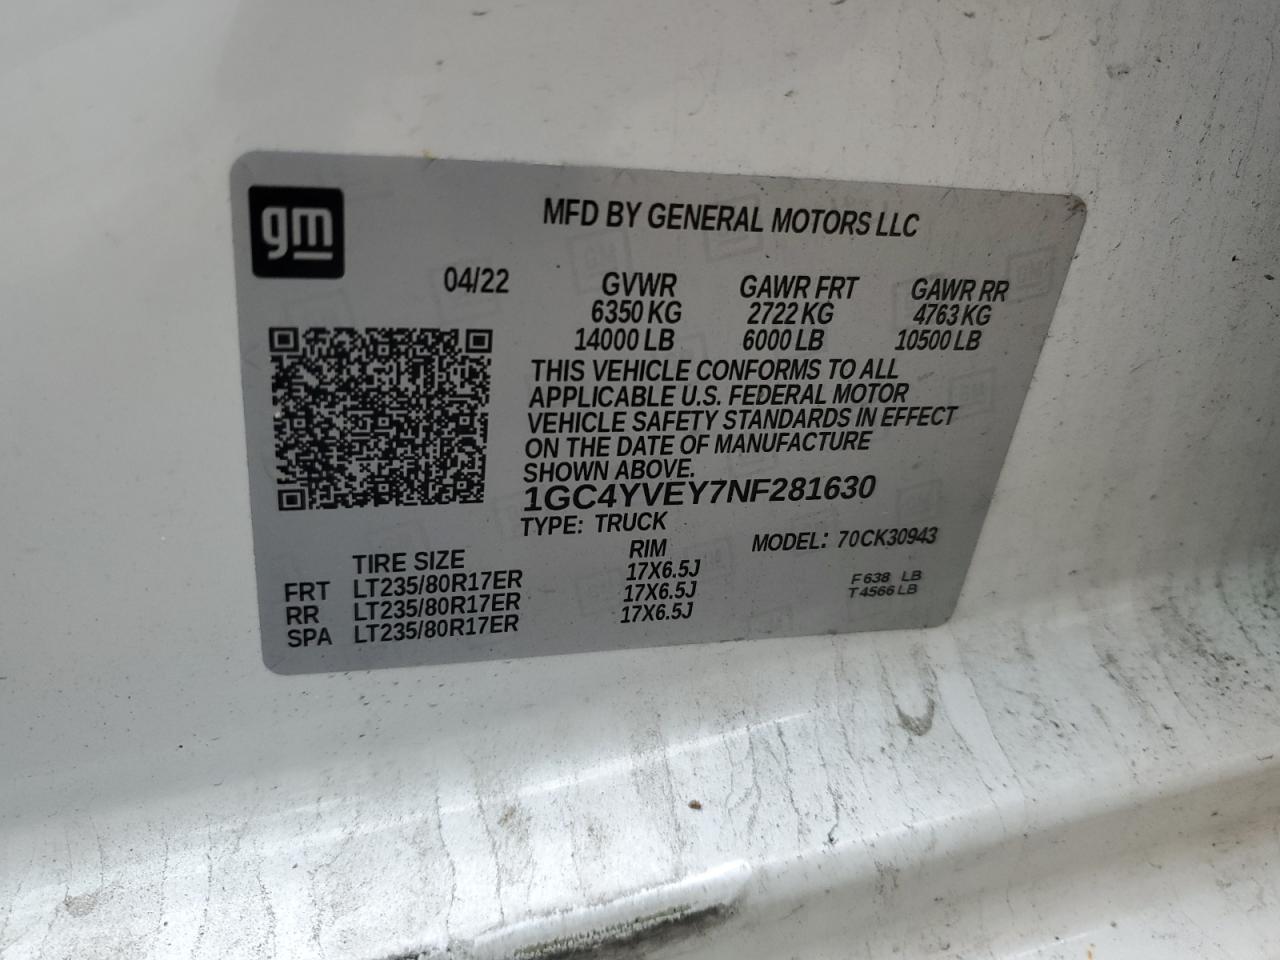 gm
MFD BY GENERAL MOTORS LLC
04/22 GVWR GAWR FRT GAWR RR
6350 KG 2722 KG 4763 KG
14000 LB 6000 LB 10500 LB
THIS VEHICLE CONFORMS TO ALL
APPLICABLE U.S. FEDERAL MOTOR
VEHICLE SAFETY STANDARDS IN EFFECT
ON THE DATE OF MANUFACTURE
SHOWN ABOVE.
1GC4YVEY7NF281630
TYPE: TRUCK
MODEL: 70CK30943
TIRE SIZE RIM
FRT LT235/80R17ER 17X6.5J
RR LT235/80R17ER 17X6.5J
SPA LT235/80R17ER 17X6.5J
F 638 LB
T 4566 LB